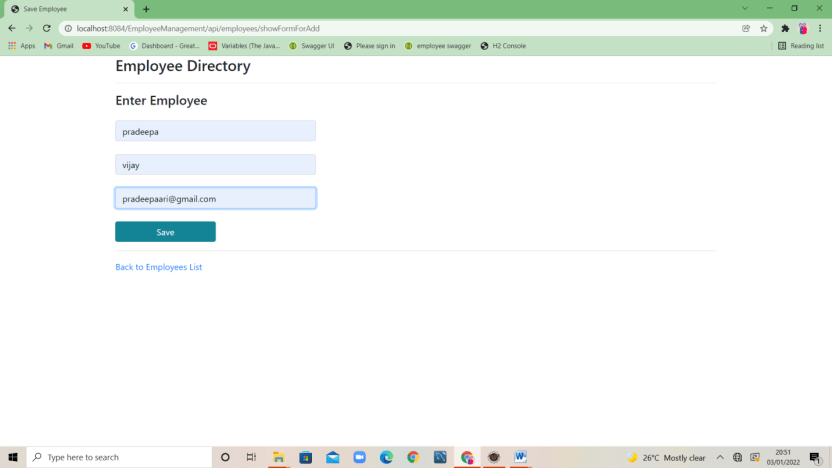 Save Employee
localhost:8084/EmployeeManagement/api/employees/showFormForAdd
Apps Gmail YouTube Dashboard - Great... Variables (The Java... Swagger UI Please sign in employee swagger H2 Console Reading list
Employee Directory
Enter Employee
pradeepa
vijay
pradeepaari@gmail.com
Save
Back to Employees List
Type here to search
26°C Mostly clear
20:51
03/01/2022
1